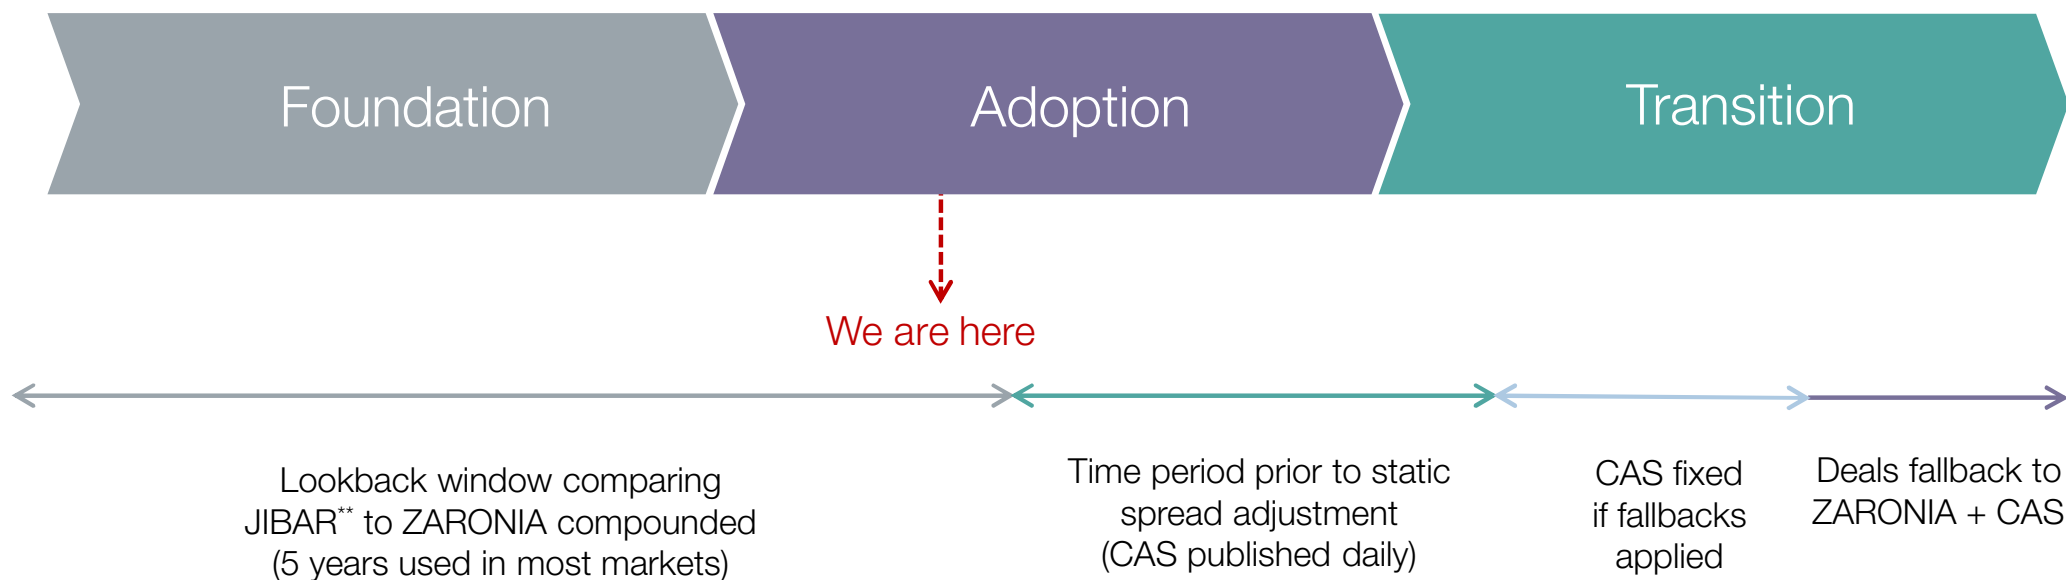 Foundation
Adoption
Transition
We are here
Lookback window comparing
JIBAR** to ZARONIA compounded
(5 years used in most markets)
Time period prior to static
spread adjustment
(CAS published daily)
CAS fixed
if fallbacks
applied
Deals fallback to
ZARONIA + CAS